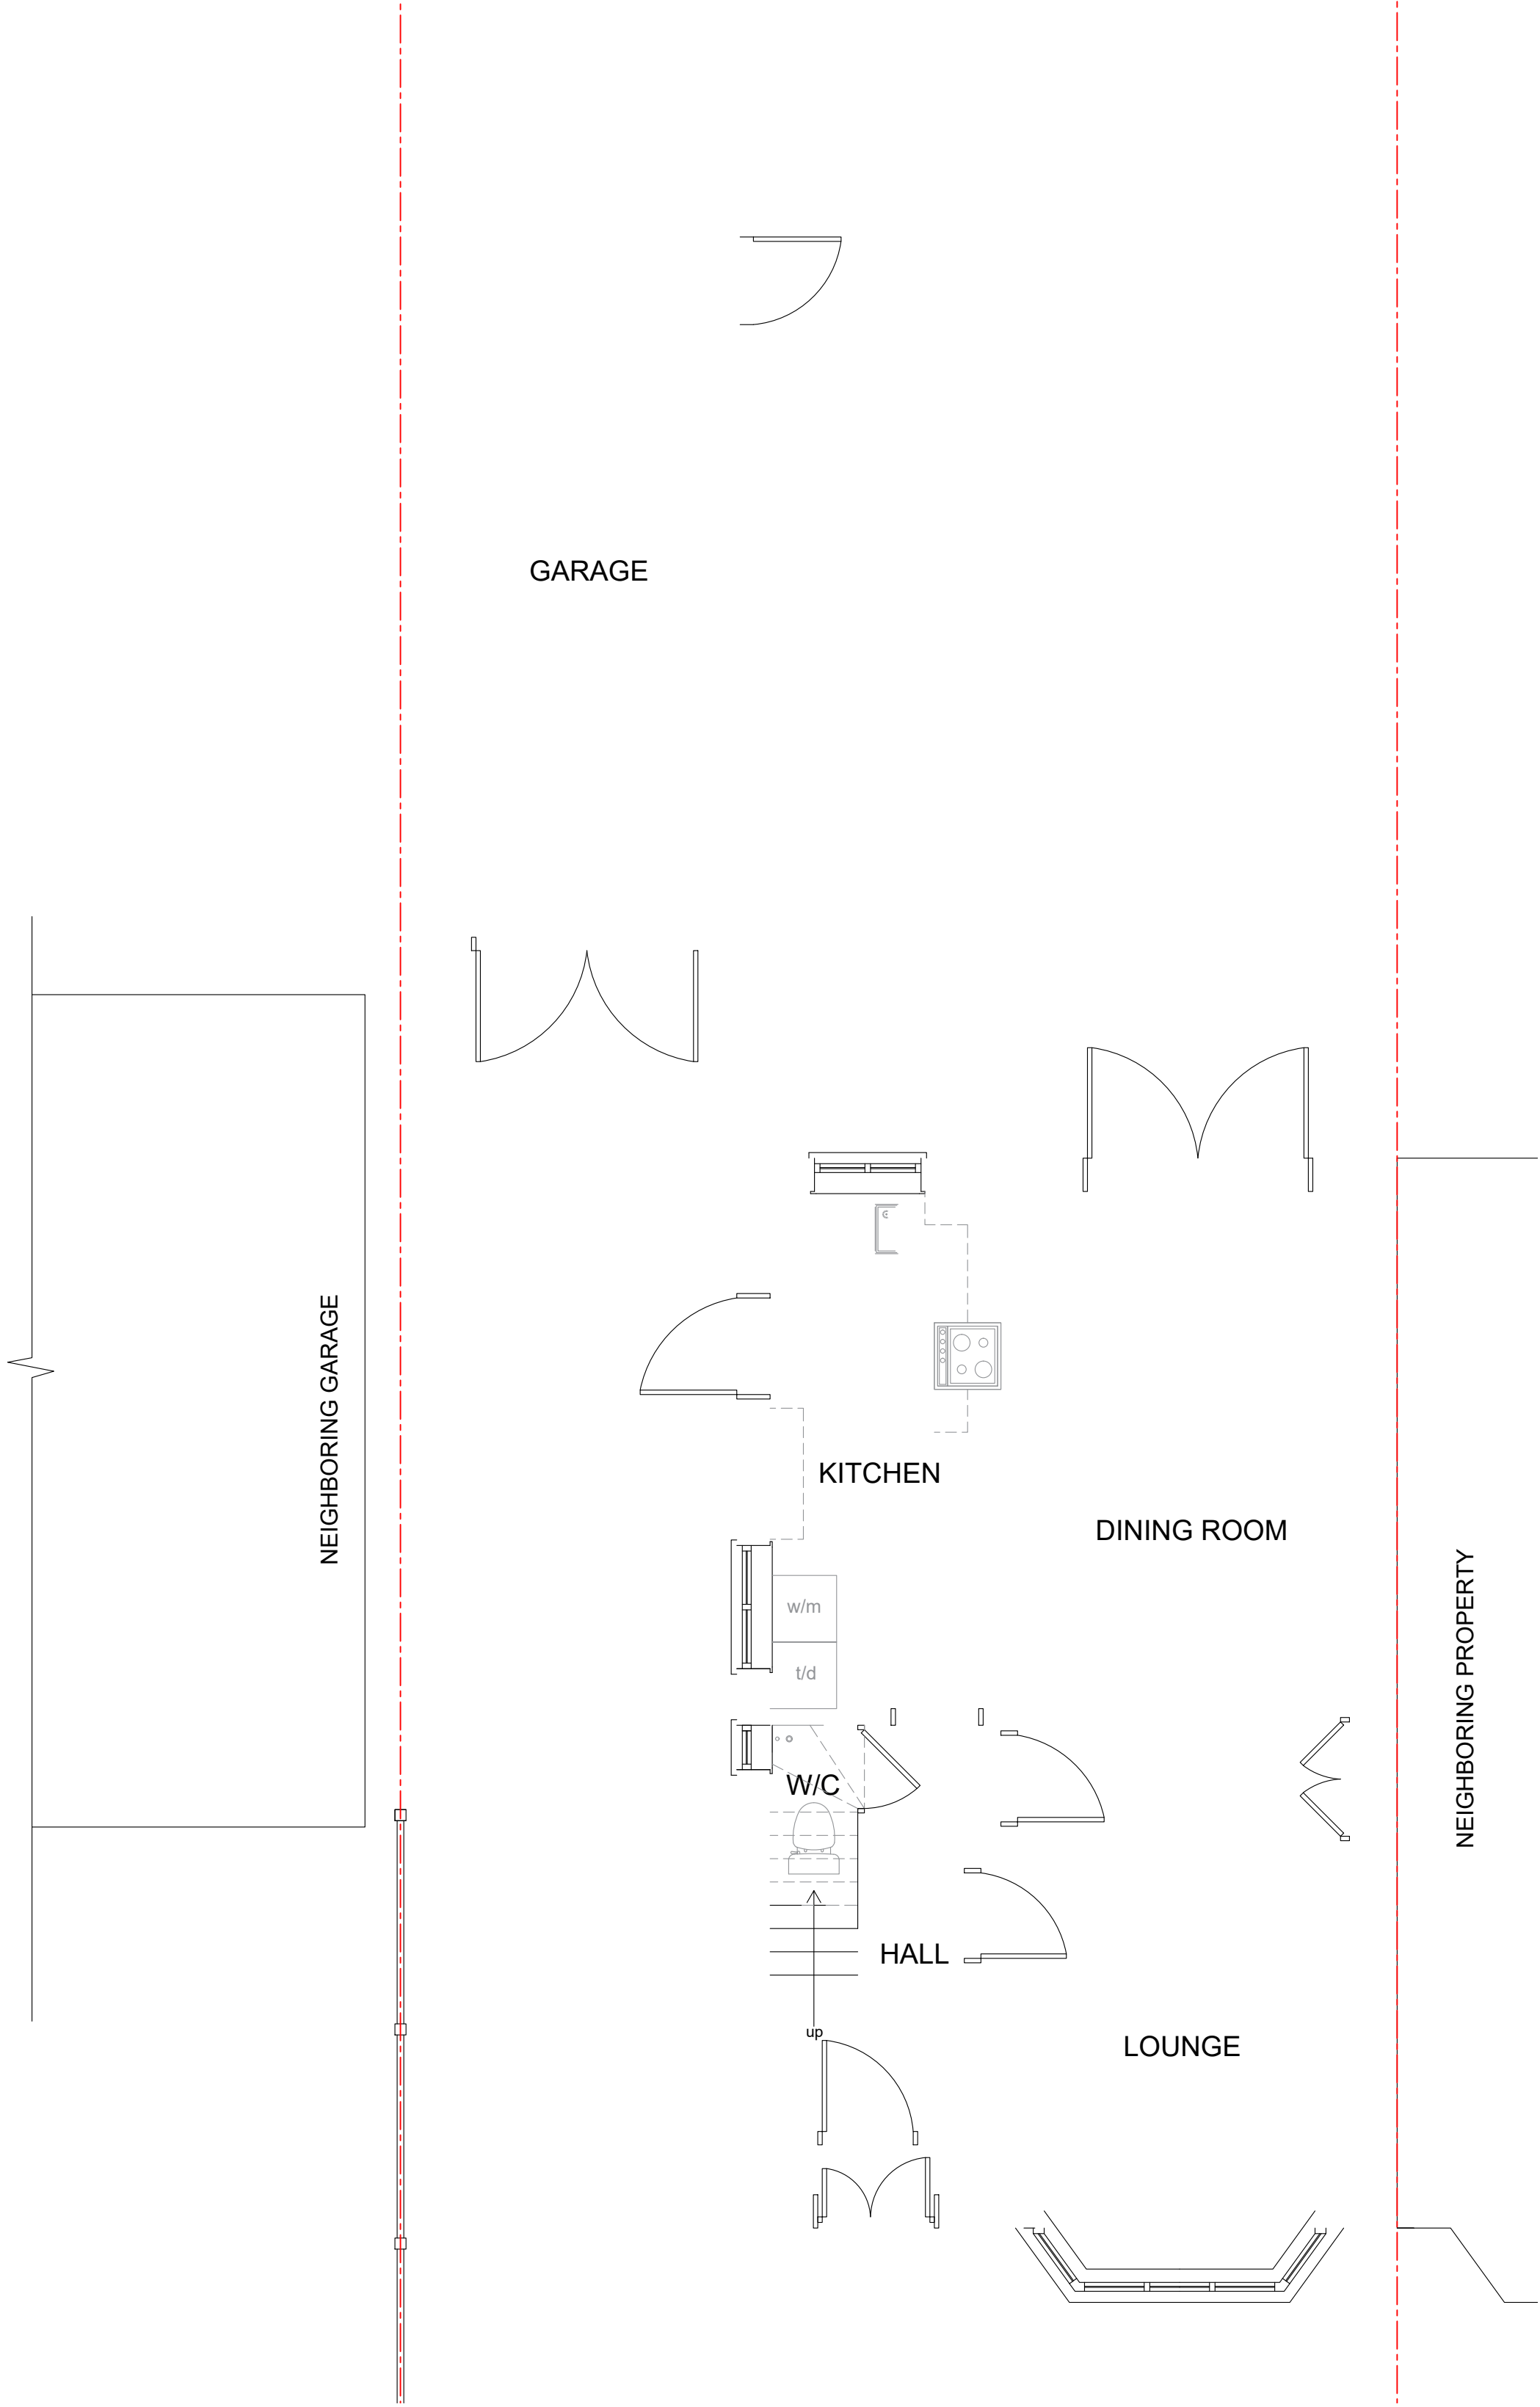 GARAGE
NEIGHBORING GARAGE
KITCHEN
DINING ROOM
w/m
t/d
NEIGHBORING PROPERTY
W/C
HALL
up
LOUNGE